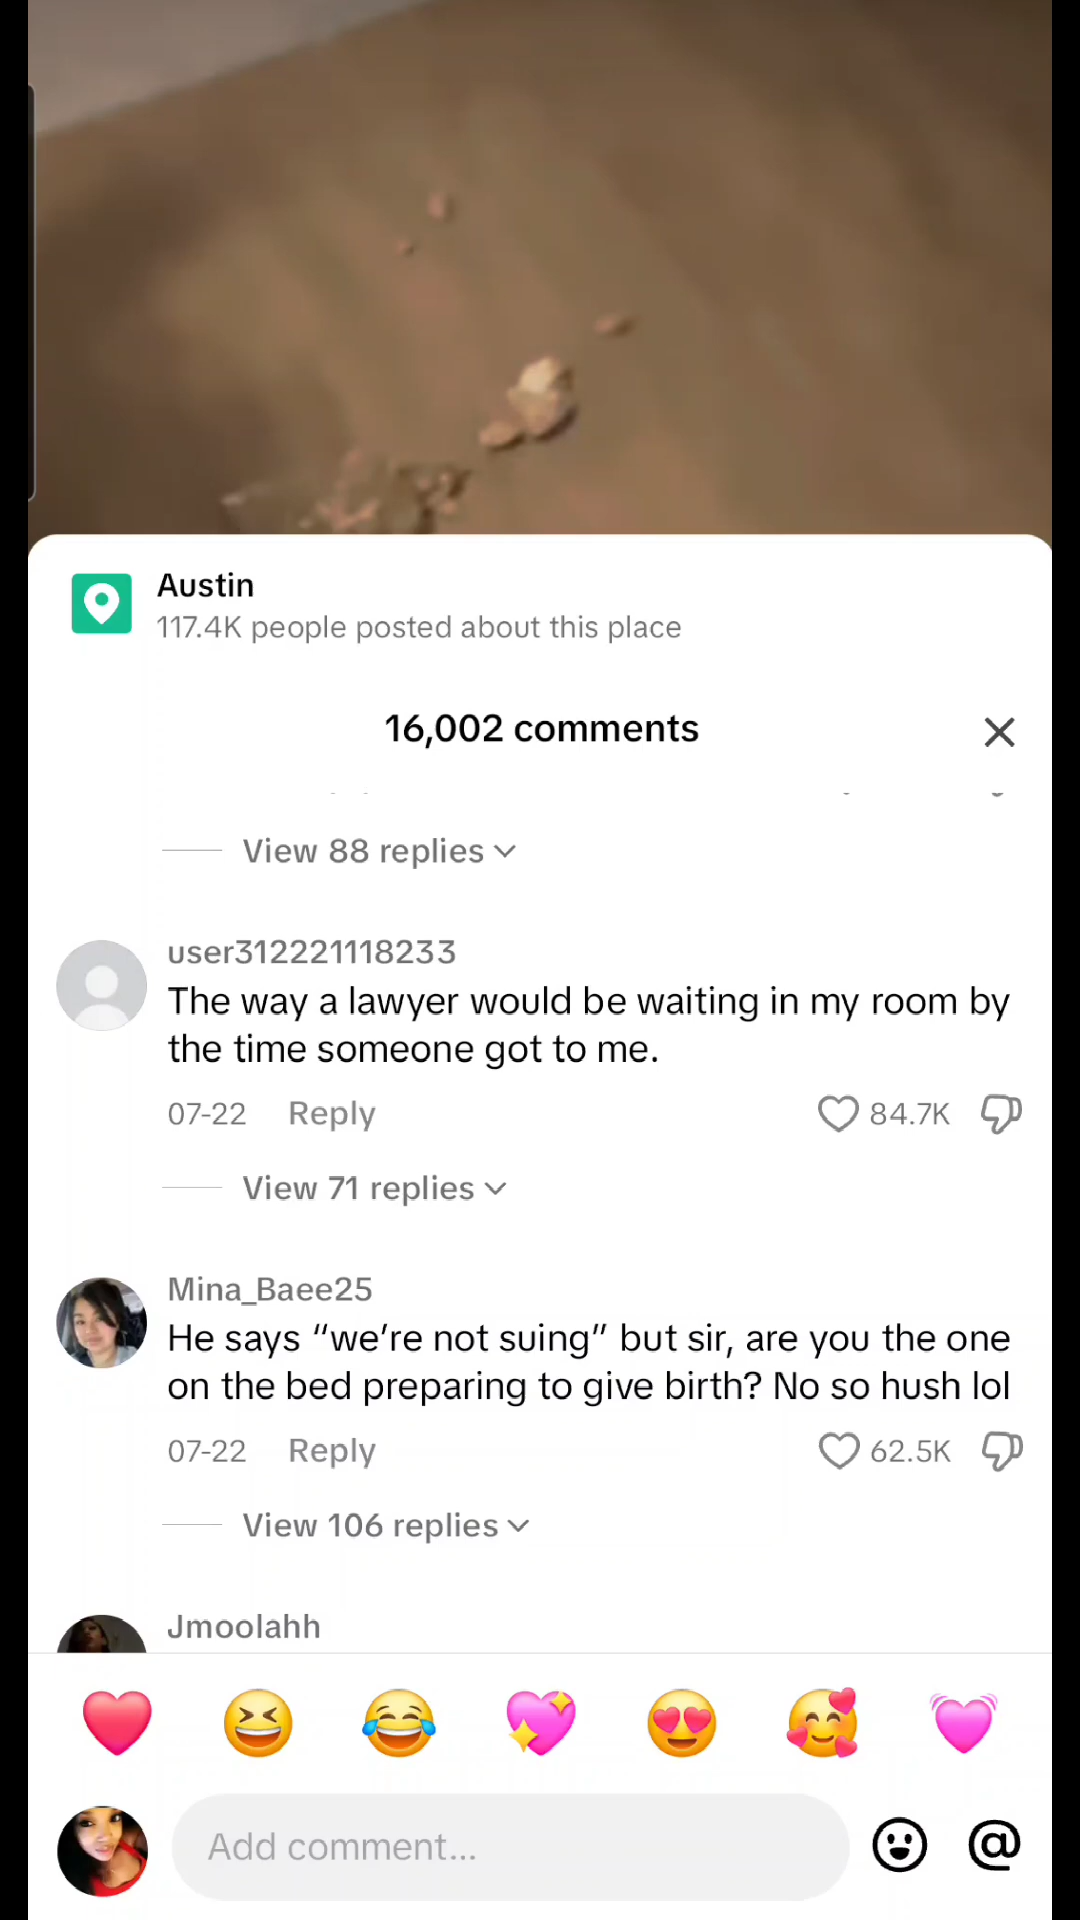 Austin
117.4K people posted about this place
16,002 comments
View 88 replies
user312221118233
The way a lawyer would be waiting in my room by
the time someone got to me.
07-22 Reply 84.7K
View 71 replies
Mina_Baee25
He says “we’re not suing” but sir, are you the one
on the bed preparing to give birth? No so hush lol
07-22 Reply 62.5K
View 106 replies
Jmoolahh
Add comment...
@